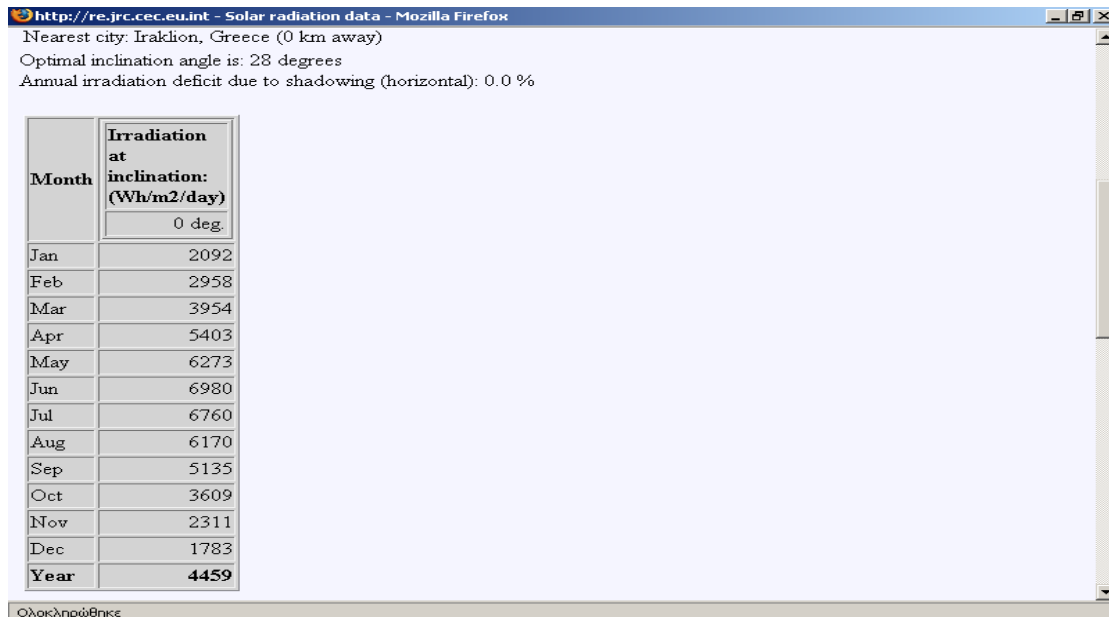 http://re.jrc.cec.eu.int - Solar radiation data - Mozilla Firefox
Nearest city: Iraklion, Greece (0 km away)
Optimal inclination angle is: 28 degrees
Annual irradiation deficit due to shadowing (horizontal): 0.0 %
Month
Irradiation
at
inclination:
(Wh/m2/day)
0 deg.
Jan 2092
Feb 2958
Mar 3954
Apr 5403
May 6273
Jun 6980
Jul 6760
Aug 6170
Sep 5135
Oct 3609
Nov 2311
Dec 1783
Year 4459
Ολοκληρώθηκε